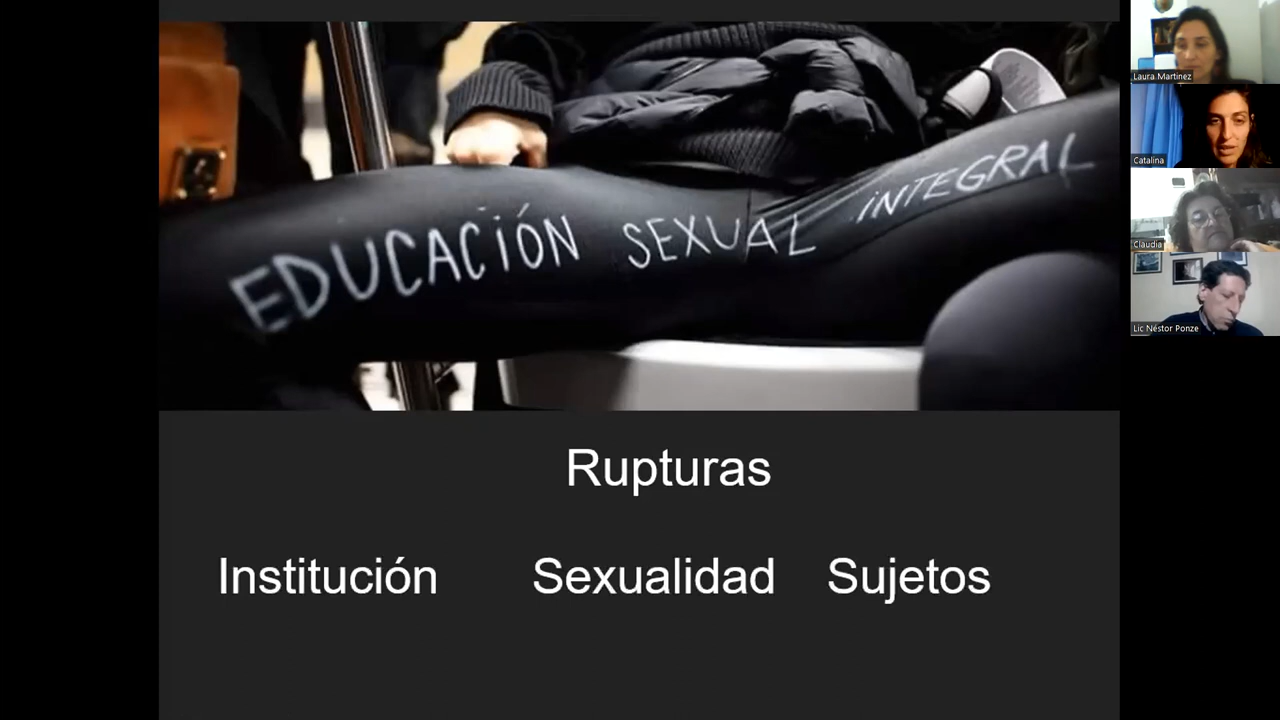 EDUCACIÓN SEXUAL INTEGRAL
Rupturas
Institución Sexualidad Sujetos
Laura Martinez
Catalina
Claudia
Lic Néstor Ponze